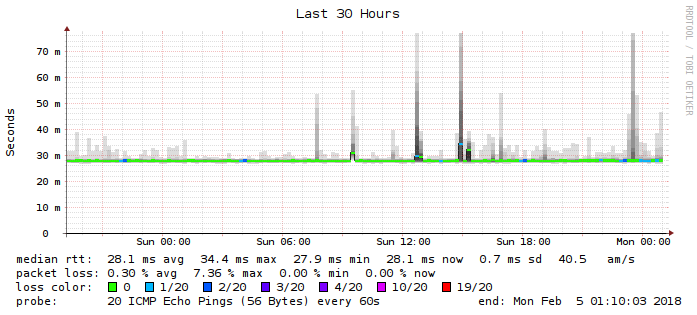 Last 30 Hours
RRDTOOL / TOBI OETIKER
Seconds
70 m
60 m
50 m
40 m
30 m
20 m
10 m
0
Sun 00:00 Sun 06:00 Sun 12:00 Sun 18:00 Mon 00:00
median rtt: 28.1 ms avg 34.4 ms max 27.9 ms min 28.1 ms now 0.7 ms sd 40.5 am/s
packet loss: 0.30 % avg 7.36 % max 0.00 % min 0.00 % now
loss color: 0 1/20 2/20 3/20 4/20 10/20 19/20
probe: 20 ICMP Echo Pings (56 Bytes) every 60s end: Mon Feb 5 01:10:03 2018